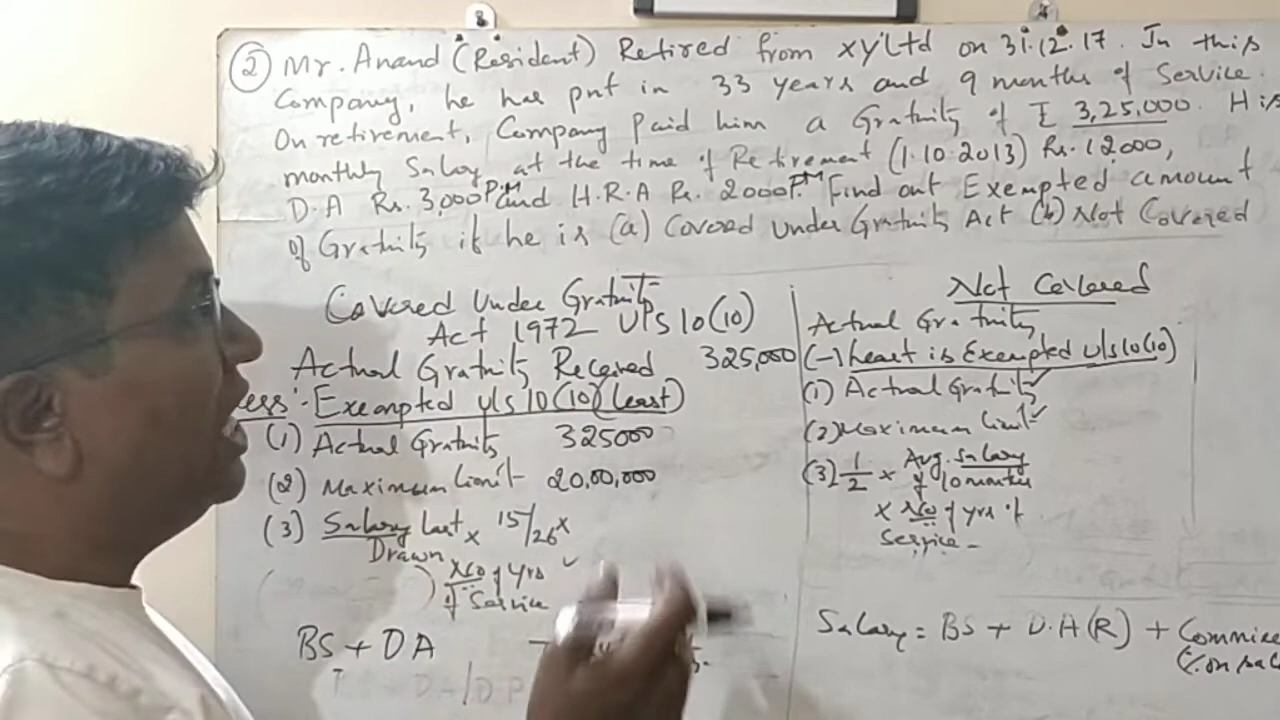 ② Mr. Anand (Resident) Retired from XY Ltd on 31.12.17. In this
Company, he has put in 33 years and 9 months of Service.
On retirement, Company Paid him a Gratuity of ₹ 3,25,000. His
monthly Salary at the time of Retirement (1.10.2013) Rs. 12000,
D.A Rs. 3,000 P.M and H.R.A Rs. 2000 P.M Find out Exempted amount
of Gratuity if he is (a) Covered Under Gratuity Act (b) Not Covered
Covered Under Gratuity
Act 1972 U/S 10(10)
Actual Gratuity Received 325,000
Less:- Exempted U/s 10(10) (least)
(1) Actual Gratuity 325000
(2) Maximum Limit 20,00,000
(3) Salary Last Drawn x 15/26 x
No of yrs
of Service
BS + DA
Not Covered
Actual Gratuity
(-) least is Exempted U/s 10(10)
(1) Actual Gratuity
(2) Maximum limit
(3) 1/2 x Avg. Salary
of 10 months
x No of yrs of
Service
Salary = BS + D.A (R) +